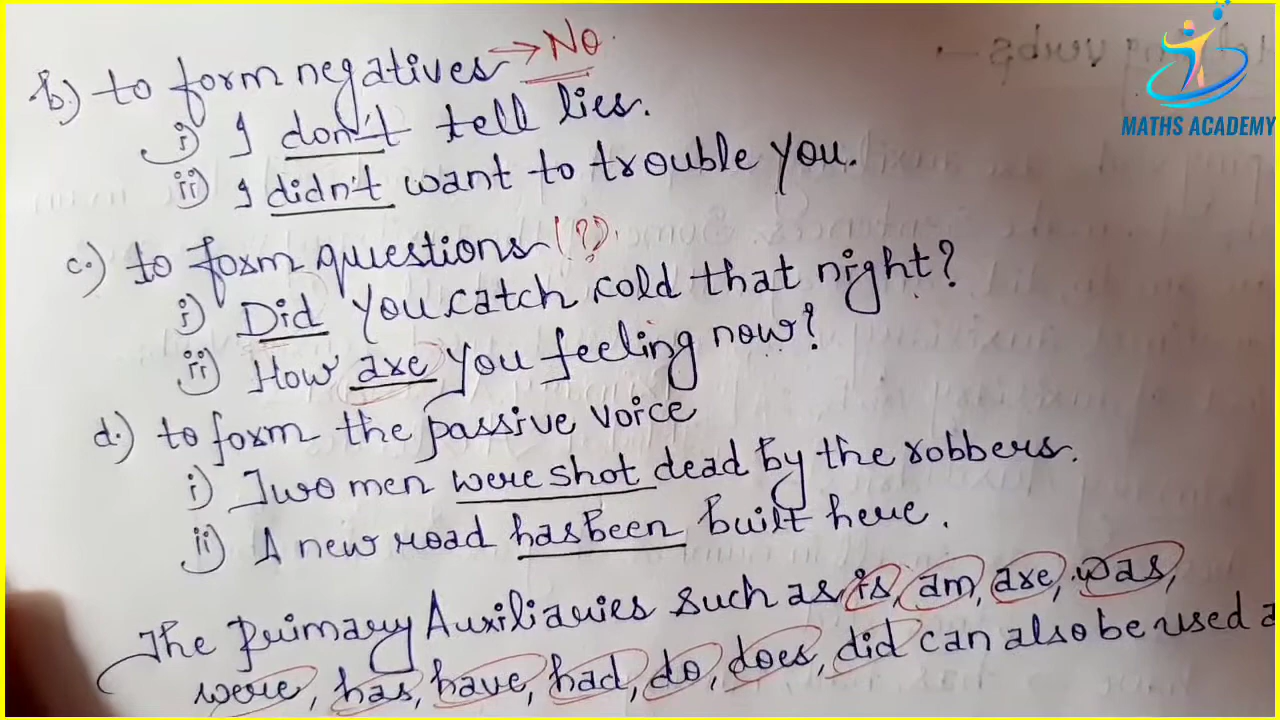 b.) to form negatives → No
i) I don't tell lies.
ii) I didn't want to trouble you.
c.) to form questions (?)
i) Did you catch cold that night?
ii) How are you feeling now?
d.) to form the passive voice
i) Two men were shot dead by the robbers.
ii) A new road has been built here.
The Primary Auxiliaries such as is, am, are, was,
were, has, have, had, do, does, did can also be used a
MATHS ACADEMY